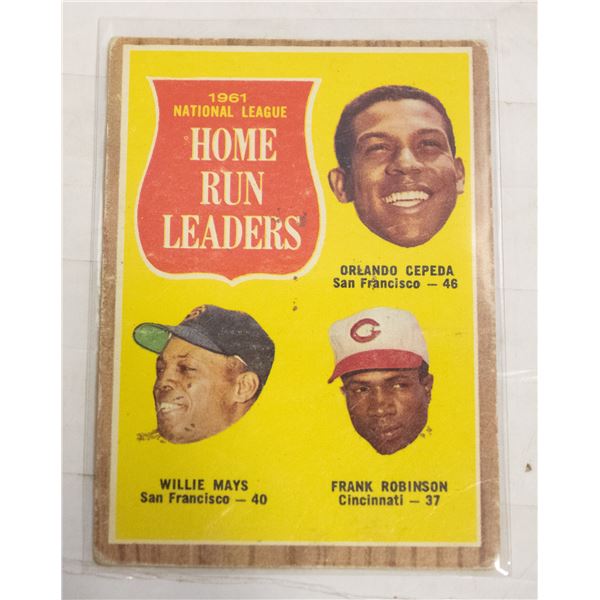 1961
NATIONAL LEAGUE
HOME
RUN
LEADERS
ORLANDO CEPEDA
San Francisco — 46
C
WILLIE MAYS
San Francisco — 40
FRANK ROBINSON
Cincinnati — 37